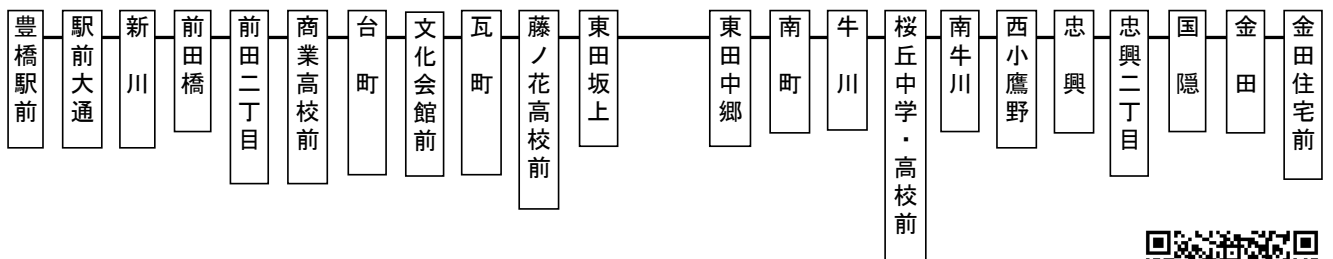 豊橋駅前
駅前大通
新川
前田橋
前田二丁目
商業高校前
台町
文化会館前
瓦町
藤ノ花高校前
東田坂上
東田中郷
南町
牛川
桜丘中学・高校前
南牛川
西小鷹野
忠興
忠興二丁目
国隠
金田
金田住宅前